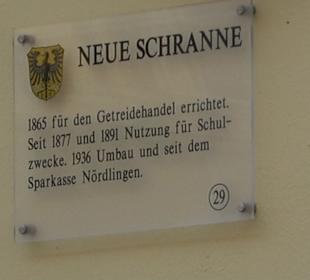 NEUE SCHRANNE
1865 für den Getreidehandel errichtet.
Seit 1877 und 1891 Nutzung für Schul-
zwecke. 1936 Umbau und seit dem
Sparkasse Nördlingen.
29